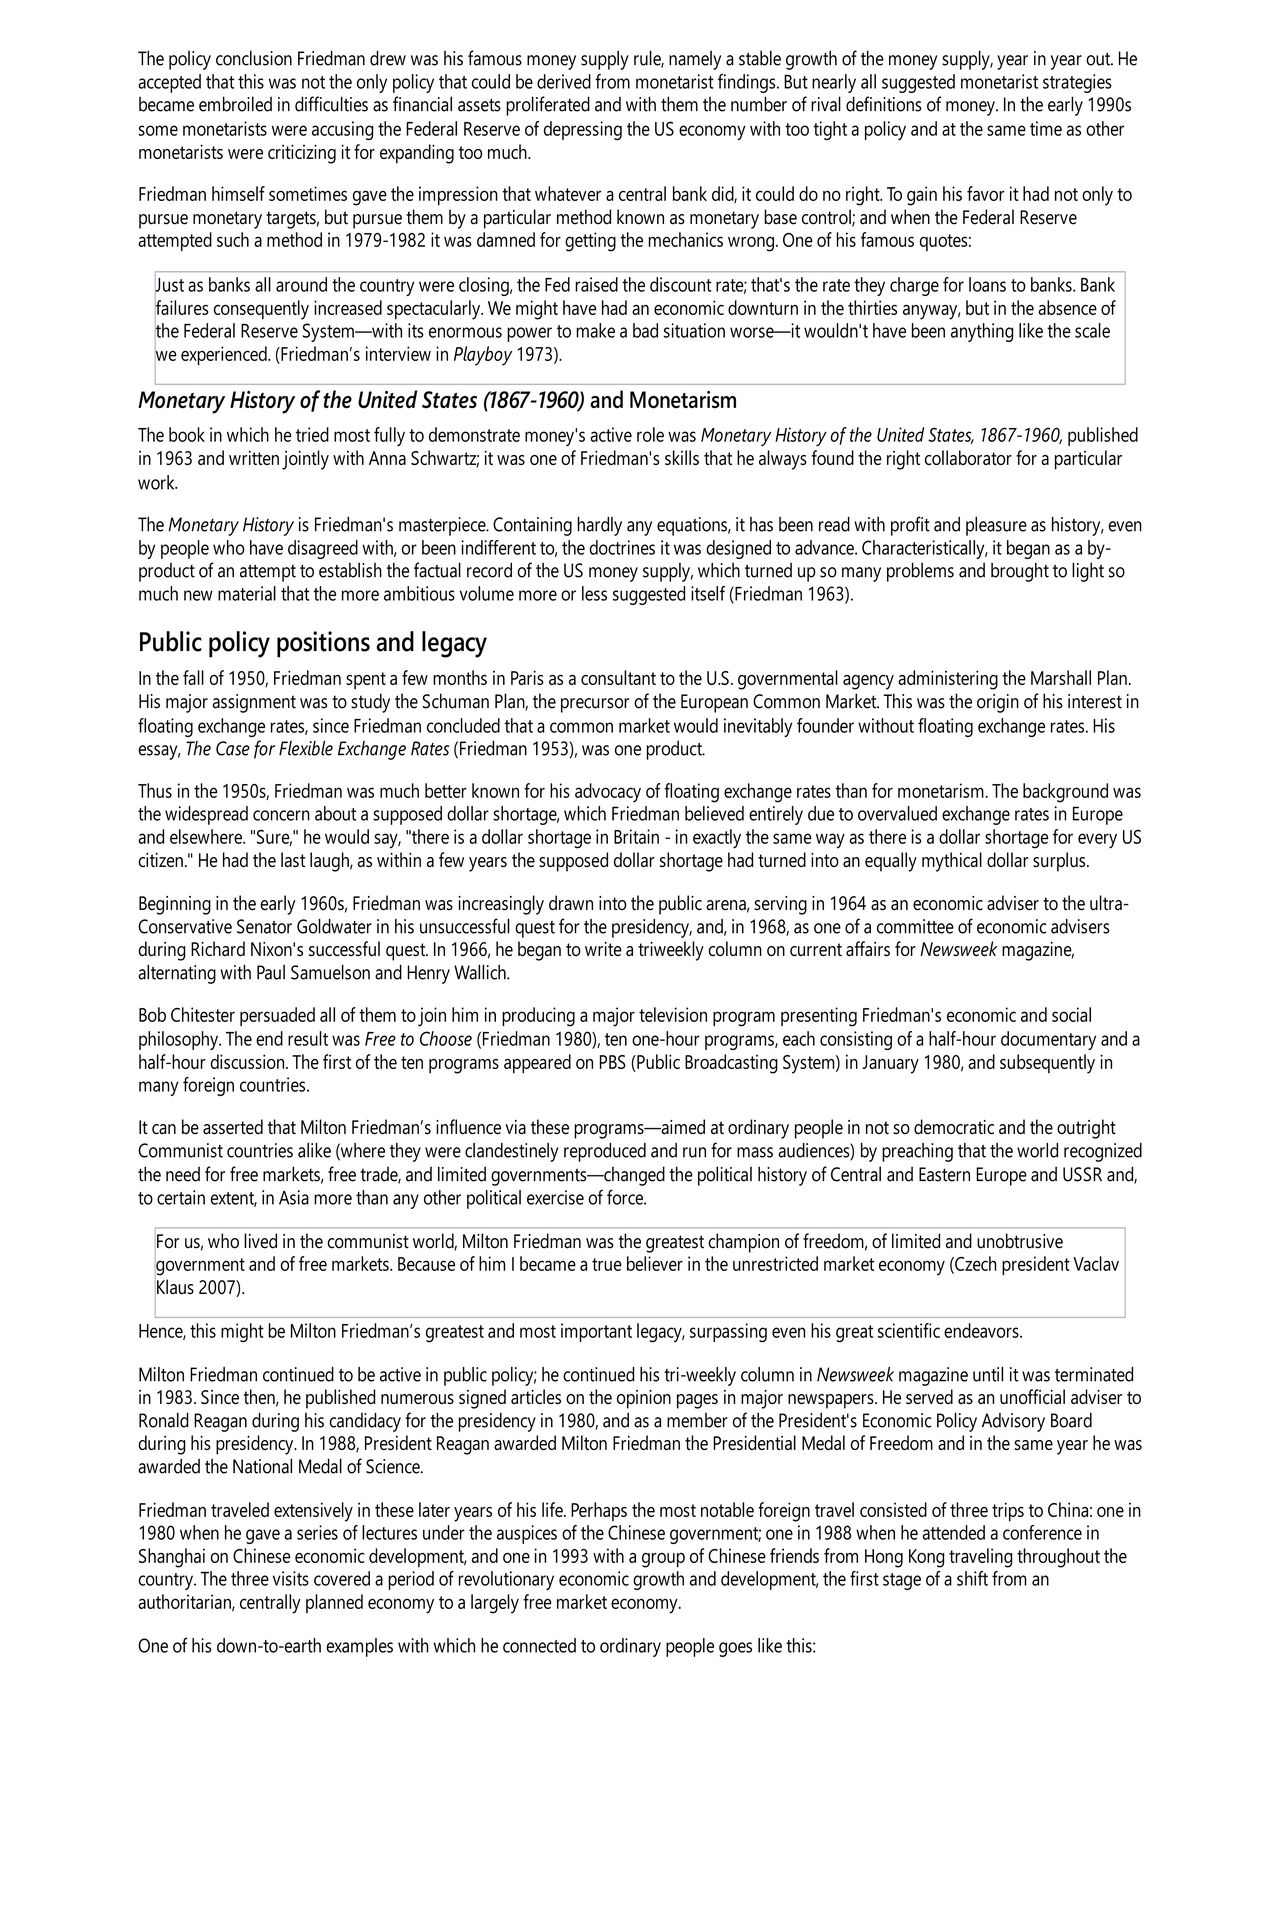 The policy conclusion Friedman drew was his famous money supply rule, namely a stable growth of the money supply, year in year out. He
accepted that this was not the only policy that could be derived from monetarist findings. But nearly all suggested monetarist strategies
became embroiled in difficulties as financial assets proliferated and with them the number of rival definitions of money. In the early 1990s
some monetarists were accusing the Federal Reserve of depressing the US economy with too tight a policy and at the same time as other
monetarists were criticizing it for expanding too much.
Friedman himself sometimes gave the impression that whatever a central bank did, it could do no right. To gain his favor it had not only to
pursue monetary targets, but pursue them by a particular method known as monetary base control; and when the Federal Reserve
attempted such a method in 1979-1982 it was damned for getting the mechanics wrong. One of his famous quotes:
Just as banks all around the country were closing, the Fed raised the discount rate; that's the rate they charge for loans to banks. Bank
failures consequently increased spectacularly. We might have had an economic downturn in the thirties anyway, but in the absence of
the Federal Reserve System—with its enormous power to make a bad situation worse—it wouldn't have been anything like the scale
we experienced. (Friedman’s interview in Playboy 1973).
Monetary History of the United States (1867-1960) and Monetarism
The book in which he tried most fully to demonstrate money's active role was Monetary History of the United States, 1867-1960, published
in 1963 and written jointly with Anna Schwartz; it was one of Friedman's skills that he always found the right collaborator for a particular
work.
The Monetary History is Friedman's masterpiece. Containing hardly any equations, it has been read with profit and pleasure as history, even
by people who have disagreed with, or been indifferent to, the doctrines it was designed to advance. Characteristically, it began as a by-
product of an attempt to establish the factual record of the US money supply, which turned up so many problems and brought to light so
much new material that the more ambitious volume more or less suggested itself (Friedman 1963).
Public policy positions and legacy
In the fall of 1950, Friedman spent a few months in Paris as a consultant to the U.S. governmental agency administering the Marshall Plan.
His major assignment was to study the Schuman Plan, the precursor of the European Common Market. This was the origin of his interest in
floating exchange rates, since Friedman concluded that a common market would inevitably founder without floating exchange rates. His
essay, The Case for Flexible Exchange Rates (Friedman 1953), was one product.
Thus in the 1950s, Friedman was much better known for his advocacy of floating exchange rates than for monetarism. The background was
the widespread concern about a supposed dollar shortage, which Friedman believed entirely due to overvalued exchange rates in Europe
and elsewhere. "Sure," he would say, "there is a dollar shortage in Britain - in exactly the same way as there is a dollar shortage for every US
citizen." He had the last laugh, as within a few years the supposed dollar shortage had turned into an equally mythical dollar surplus.
Beginning in the early 1960s, Friedman was increasingly drawn into the public arena, serving in 1964 as an economic adviser to the ultra-
Conservative Senator Goldwater in his unsuccessful quest for the presidency, and, in 1968, as one of a committee of economic advisers
during Richard Nixon's successful quest. In 1966, he began to write a triweekly column on current affairs for Newsweek magazine,
alternating with Paul Samuelson and Henry Wallich.
Bob Chitester persuaded all of them to join him in producing a major television program presenting Friedman's economic and social
philosophy. The end result was Free to Choose (Friedman 1980), ten one-hour programs, each consisting of a half-hour documentary and a
half-hour discussion. The first of the ten programs appeared on PBS (Public Broadcasting System) in January 1980, and subsequently in
many foreign countries.
It can be asserted that Milton Friedman’s influence via these programs—aimed at ordinary people in not so democratic and the outright
Communist countries alike (where they were clandestinely reproduced and run for mass audiences) by preaching that the world recognized
the need for free markets, free trade, and limited governments—changed the political history of Central and Eastern Europe and USSR and,
to certain extent, in Asia more than any other political exercise of force.
For us, who lived in the communist world, Milton Friedman was the greatest champion of freedom, of limited and unobtrusive
government and of free markets. Because of him I became a true believer in the unrestricted market economy (Czech president Vaclav
Klaus 2007).
Hence, this might be Milton Friedman’s greatest and most important legacy, surpassing even his great scientific endeavors.
Milton Friedman continued to be active in public policy; he continued his tri-weekly column in Newsweek magazine until it was terminated
in 1983. Since then, he published numerous signed articles on the opinion pages in major newspapers. He served as an unofficial adviser to
Ronald Reagan during his candidacy for the presidency in 1980, and as a member of the President's Economic Policy Advisory Board
during his presidency. In 1988, President Reagan awarded Milton Friedman the Presidential Medal of Freedom and in the same year he was
awarded the National Medal of Science.
Friedman traveled extensively in these later years of his life. Perhaps the most notable foreign travel consisted of three trips to China: one in
1980 when he gave a series of lectures under the auspices of the Chinese government; one in 1988 when he attended a conference in
Shanghai on Chinese economic development, and one in 1993 with a group of Chinese friends from Hong Kong traveling throughout the
country. The three visits covered a period of revolutionary economic growth and development, the first stage of a shift from an
authoritarian, centrally planned economy to a largely free market economy.
One of his down-to-earth examples with which he connected to ordinary people goes like this: